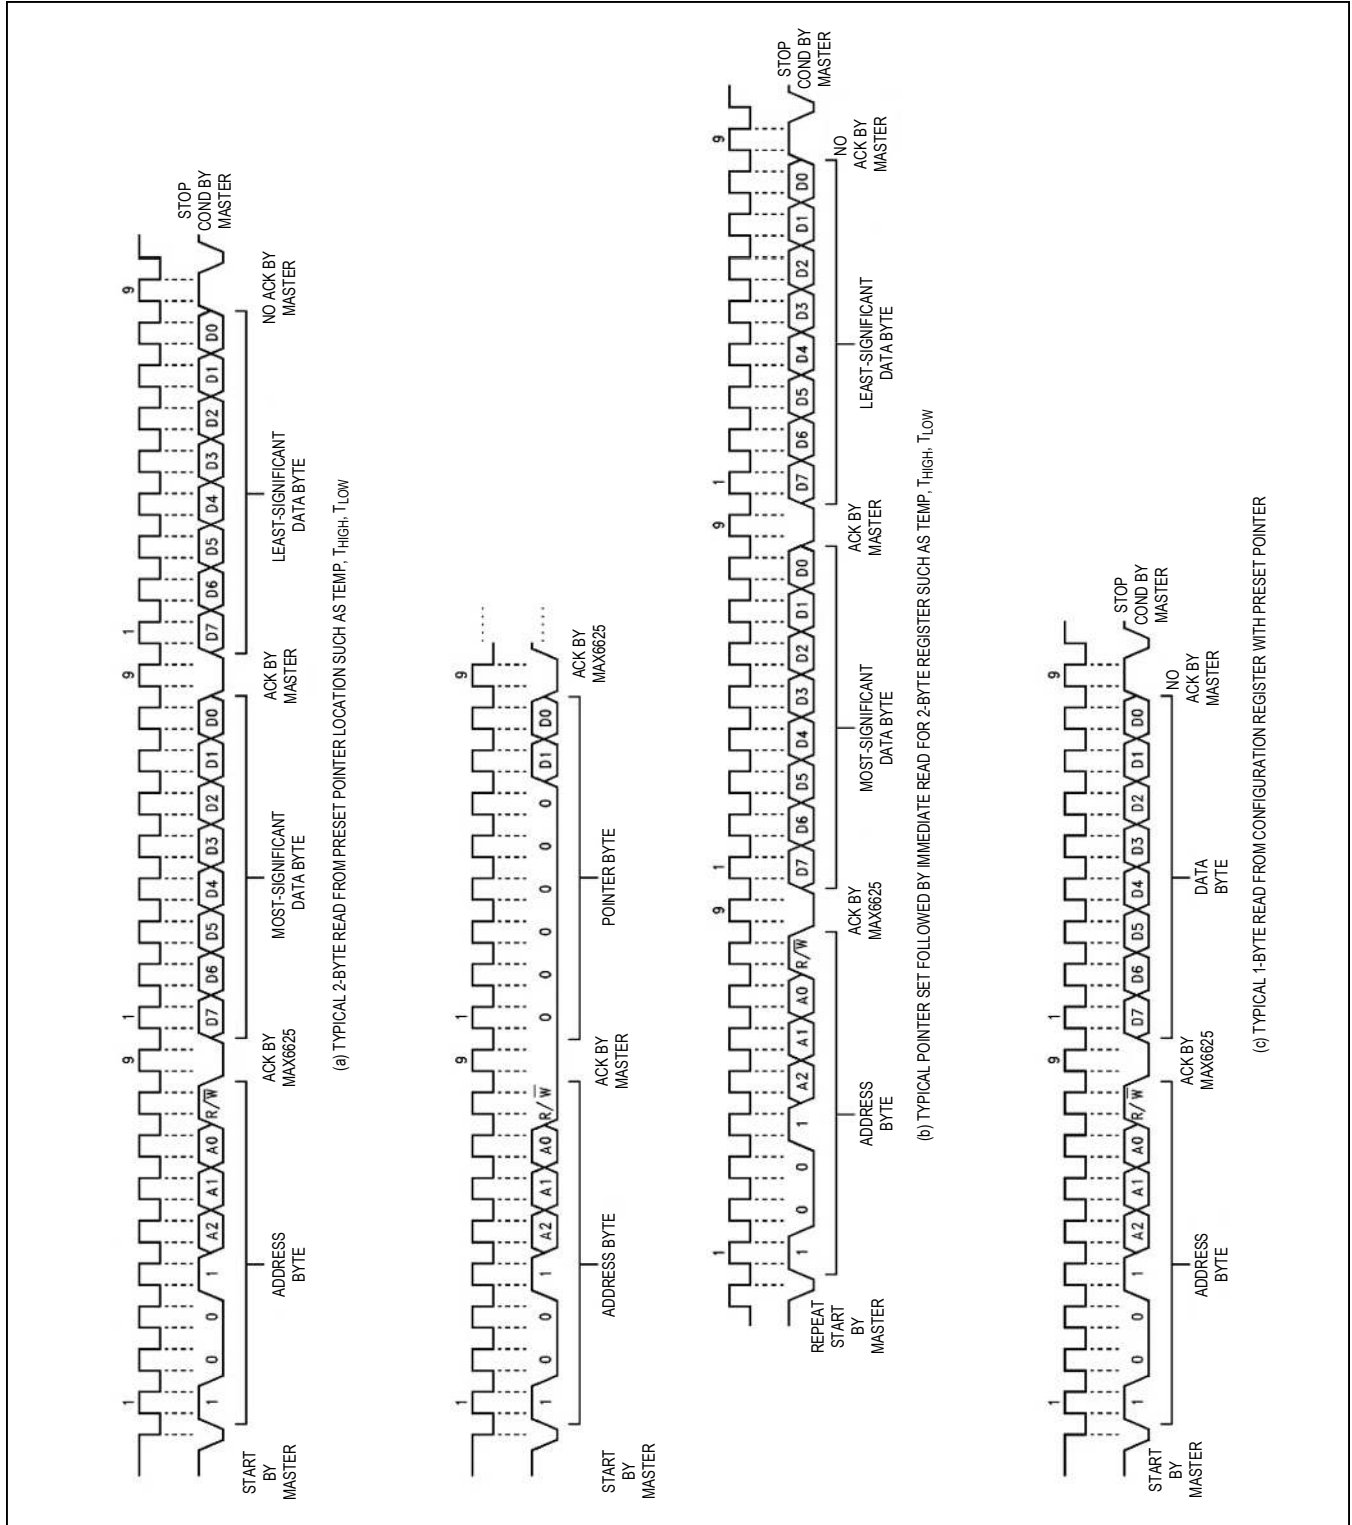 1 9 1 9 1 9
1 0 0 1 A2 A1 A0 R/W̅ D7 D6 D5 D4 D3 D2 D1 D0 D7 D6 D5 D4 D3 D2 D1 D0
START
BY
MASTER
ADDRESS
BYTE
ACK BY
MAX6625
MOST-SIGNIFICANT
DATA BYTE
ACK BY
MASTER
LEAST-SIGNIFICANT
DATA BYTE
NO ACK BY
MASTER
STOP
COND BY
MASTER
(a) TYPICAL 2-BYTE READ FROM PRESET POINTER LOCATION SUCH AS TEMP, THIGH, TLOW
1 9 1 9
1 0 0 1 A2 A1 A0 R/W̅ 0 0 0 0 0 0 D1 D0
START
BY
MASTER
ADDRESS BYTE
ACK BY
MASTER
POINTER BYTE
ACK BY
MAX6625
1 9 1 9 1 9
1 0 0 1 A2 A1 A0 R/W̅ D7 D6 D5 D4 D3 D2 D1 D0 D7 D6 D5 D4 D3 D2 D1 D0
REPEAT
START
BY
MASTER
ADDRESS
BYTE
ACK BY
MAX6625
MOST-SIGNIFICANT
DATA BYTE
ACK BY
MASTER
LEAST-SIGNIFICANT
DATA BYTE
NO
ACK BY
MASTER
STOP
COND BY
MASTER
(b) TYPICAL POINTER SET FOLLOWED BY IMMEDIATE READ FOR 2-BYTE REGISTER SUCH AS TEMP, THIGH, TLOW
1 9 1 9
1 0 0 1 A2 A1 A0 R/W̅ D7 D6 D5 D4 D3 D2 D1 D0
START
BY
MASTER
ADDRESS
BYTE
ACK BY
MAX6625
DATA
BYTE
NO
ACK BY
MASTER
STOP
COND BY
MASTER
(c) TYPICAL 1-BYTE READ FROM CONFIGURATION REGISTER WITH PRESET POINTER